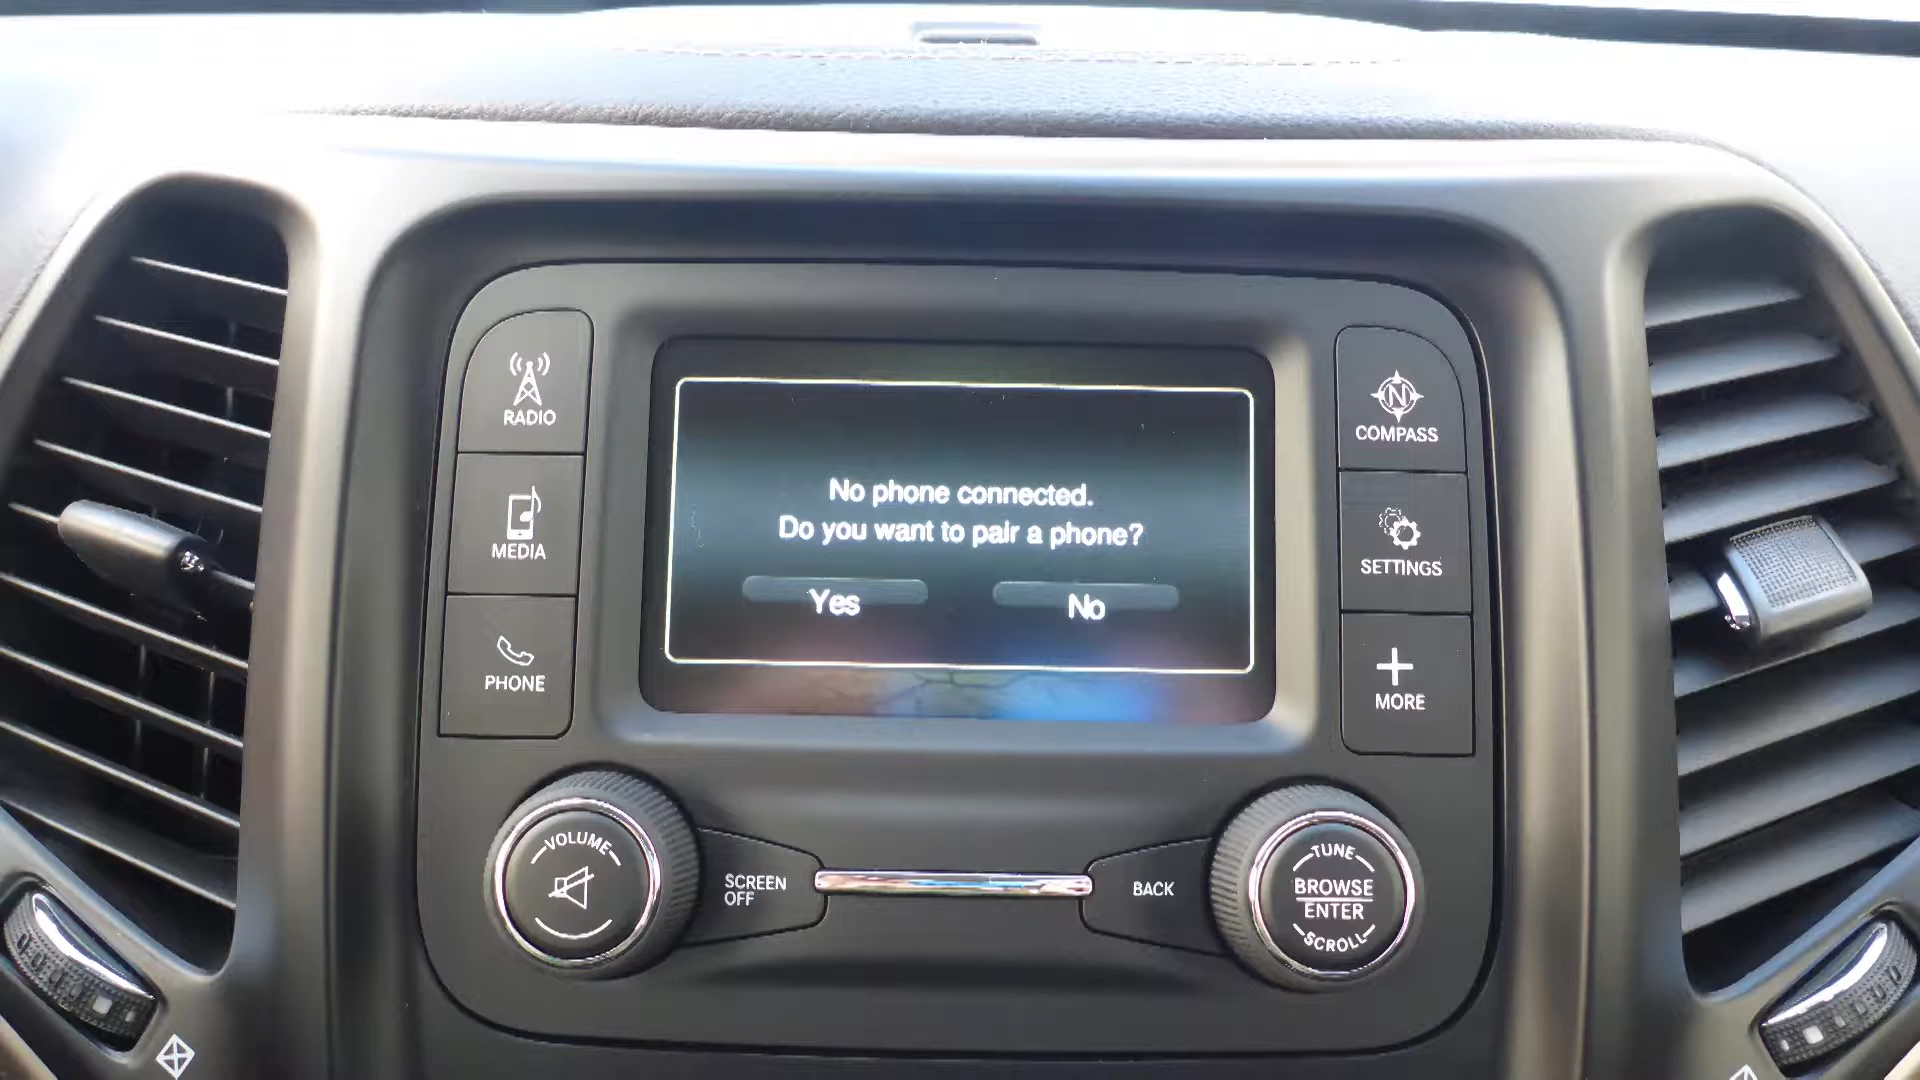 RADIO
MEDIA
PHONE
No phone connected.
Do you want to pair a phone?
Yes
No
N
COMPASS
SETTINGS
MORE
VOLUME
SCREEN
OFF
BACK
TUNE
BROWSE
ENTER
SCROLL